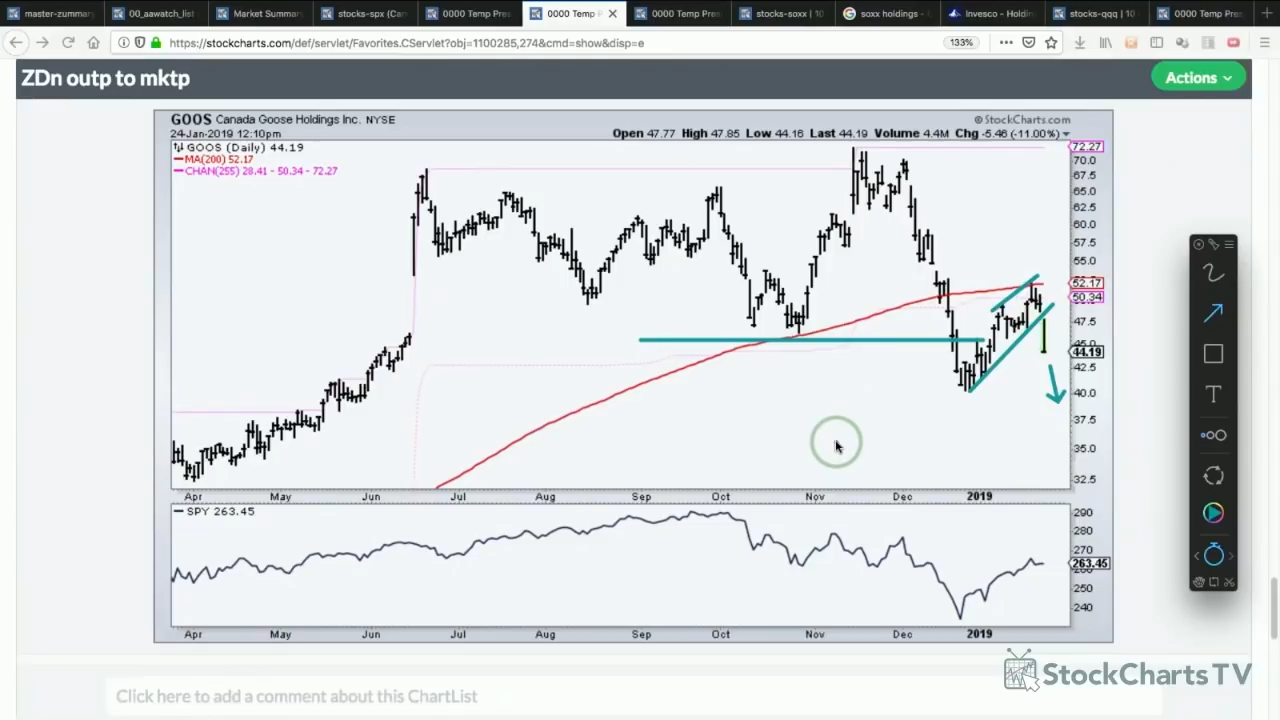 master-zummary
00_aawatch_list
Market Summar
stocks-spx (Can
0000 Temp Pre
0000 Temp P
0000 Temp Pres
stocks-soxx | 10
soxx holdings -
Invesco - Holdin
stocks-qqq | 10
0000 Temp Pre
https://stockcharts.com/def/servlet/Favorites.CServlet?obj=1100285,274&cmd=show&disp=e
133%
ZDn outp to mktp
Actions
GOOS Canada Goose Holdings Inc. NYSE
© StockCharts.com
24-Jan-2019 12:10pm
Open 47.77 High 47.85 Low 44.16 Last 44.19 Volume 4.4M Chg -5.46 (-11.00%)
GOOS (Daily) 44.19
MA(200) 52.17
CHAN(255) 28.41 - 50.34 - 72.27
72.27
70.0
67.5
65.0
62.5
60.0
57.5
55.0
52.17
50.34
47.5
45.0
44.19
42.5
40.0
37.5
35.0
32.5
Apr May Jun Jul Aug Sep Oct Nov Dec 2019
SPY 263.45
290
280
270
263.45
250
240
Apr May Jun Jul Aug Sep Oct Nov Dec 2019
T
StockCharts TV
Click here to add a comment about this ChartList